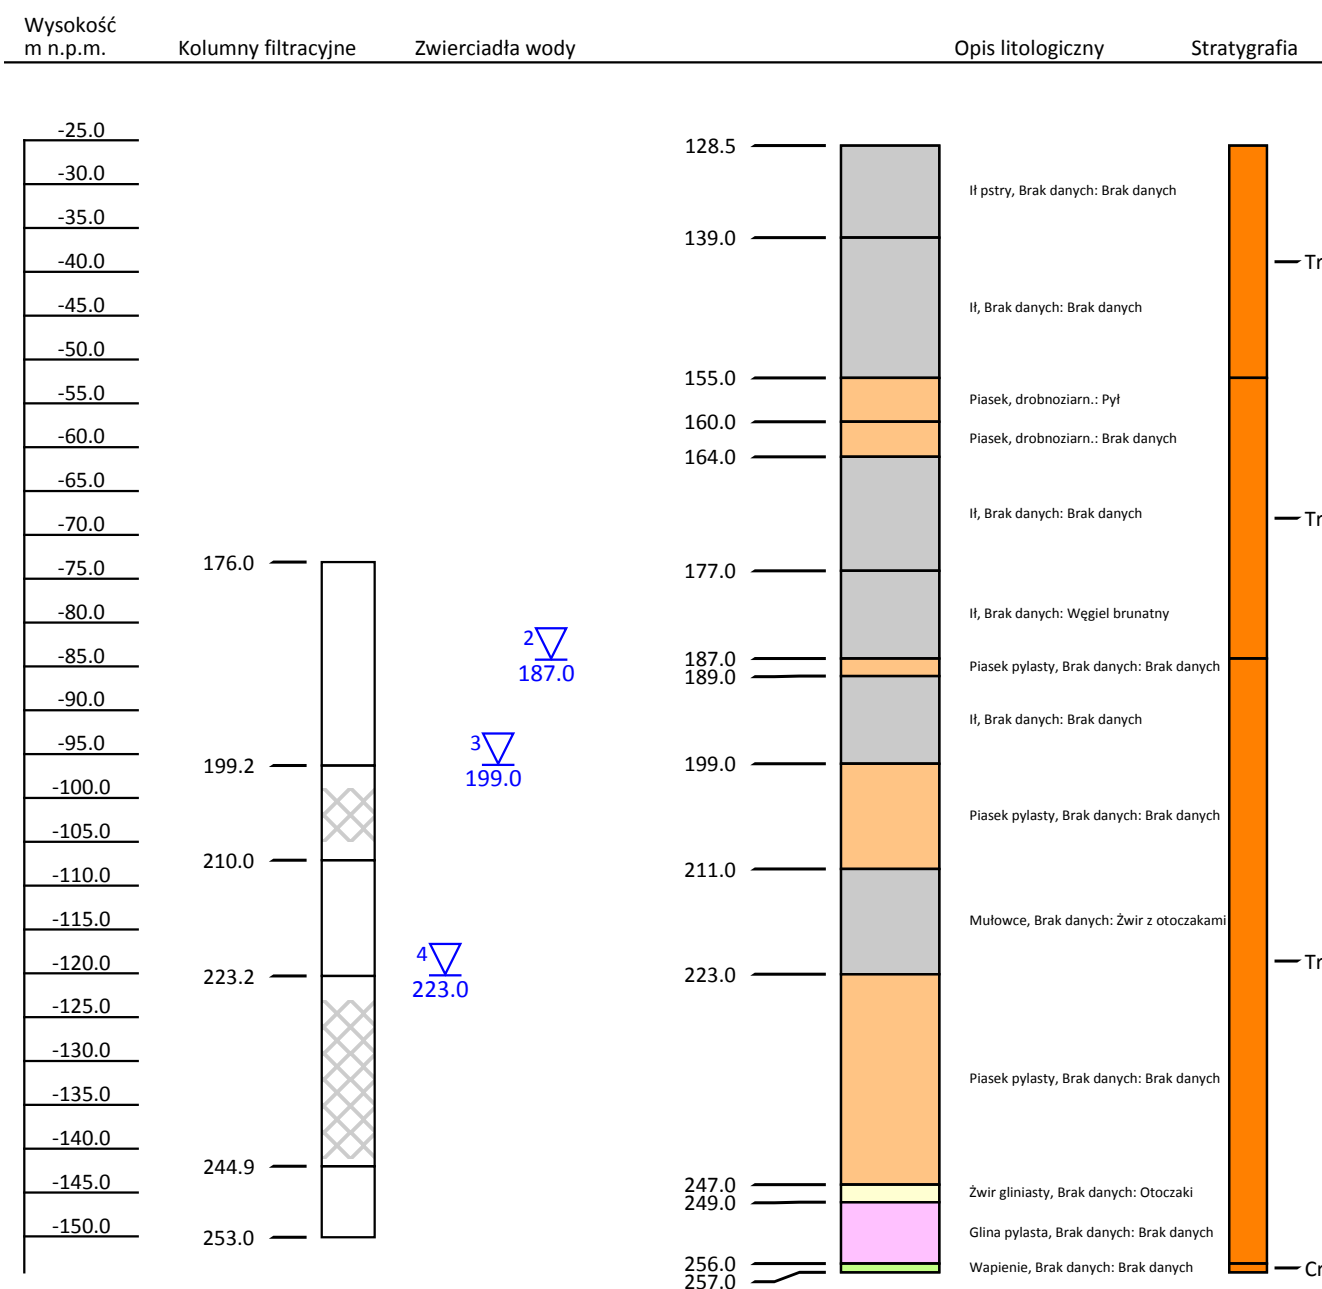 Wysokość
m n.p.m.
Kolumny filtracyjne
Zwierciadła wody
Opis litologiczny
Stratygrafia
-25.0
-30.0
-35.0
-40.0
-45.0
-50.0
-55.0
-60.0
-65.0
-70.0
-75.0
-80.0
-85.0
-90.0
-95.0
-100.0
-105.0
-110.0
-115.0
-120.0
-125.0
-130.0
-135.0
-140.0
-145.0
-150.0
176.0
199.2
210.0
223.2
244.9
253.0
2
187.0
3
199.0
4
223.0
128.5
139.0
155.0
160.0
164.0
177.0
187.0
189.0
199.0
211.0
223.0
247.0
249.0
256.0
257.0
Ił pstry, Brak danych: Brak danych
Ił, Brak danych: Brak danych
Piasek, drobnoziarn.: Pył
Piasek, drobnoziarn.: Brak danych
Ił, Brak danych: Brak danych
Ił, Brak danych: Węgiel brunatny
Piasek pylasty, Brak danych: Brak danych
Ił, Brak danych: Brak danych
Piasek pylasty, Brak danych: Brak danych
Mułowce, Brak danych: Żwir z otoczakami
Piasek pylasty, Brak danych: Brak danych
Żwir gliniasty, Brak danych: Otoczaki
Glina pylasta, Brak danych: Brak danych
Wapienie, Brak danych: Brak danych
Tr
Tr
Tr
Cr